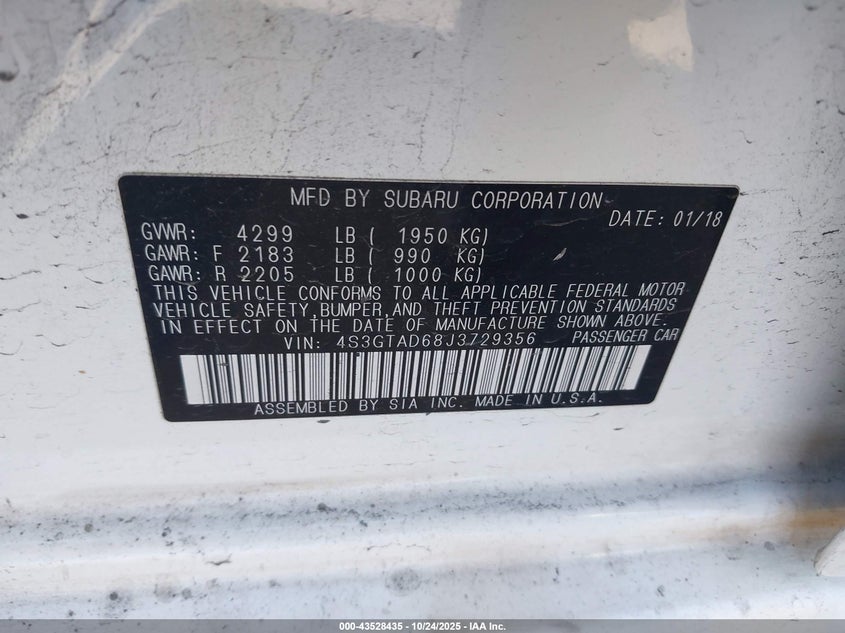 MFD BY SUBARU CORPORATION
DATE: 01/18
GVWR: 4299 LB ( 1950 KG)
GAWR: F 2183 LB ( 990 KG)
GAWR: R 2205 LB ( 1000 KG)
THIS VEHICLE CONFORMS TO ALL APPLICABLE FEDERAL MOTOR
VEHICLE SAFETY,BUMPER,AND THEFT PREVENTION STANDARDS
IN EFFECT ON THE DATE OF MANUFACTURE SHOWN ABOVE.
VIN: 4S3GTAD68J3729356 PASSENGER CAR
ASSEMBLED BY SIA INC. MADE IN U.S.A.
000-43528435 - 10/24/2025 - IAA Inc.